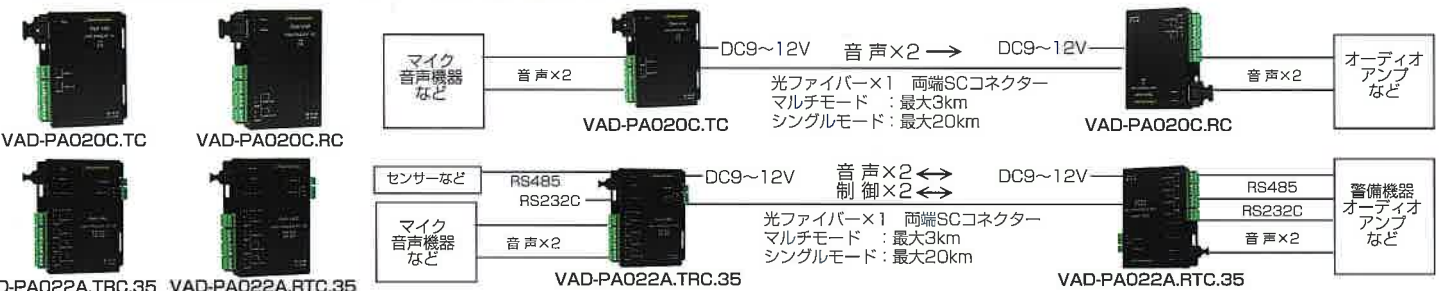 VAD-PA020C.TC
VAD-PA020C.RC
マイク
音声機器
など
音声×2
VAD-PA020C.TC
DC9〜12V
音声×2 →
DC9〜12V
光ファイバー×1 両端SCコネクター
マルチモード :最大3km
シングルモード:最大20km
VAD-PA020C.RC
音声×2
オーディオ
アンプ
など
D-PA022A.TRC.35
VAD-PA022A.RTC.35
センサーなど
RS485
RS232C
マイク
音声機器
など
音声×2
VAD-PA022A.TRC.35
DC9〜12V
音声×2 ↔
制御×2 ↔
DC9〜12V
光ファイバー×1 両端SCコネクター
マルチモード :最大3km
シングルモード:最大20km
VAD-PA022A.RTC.35
RS485
RS232C
音声×2
警備機器
オーディオ
アンプ
など